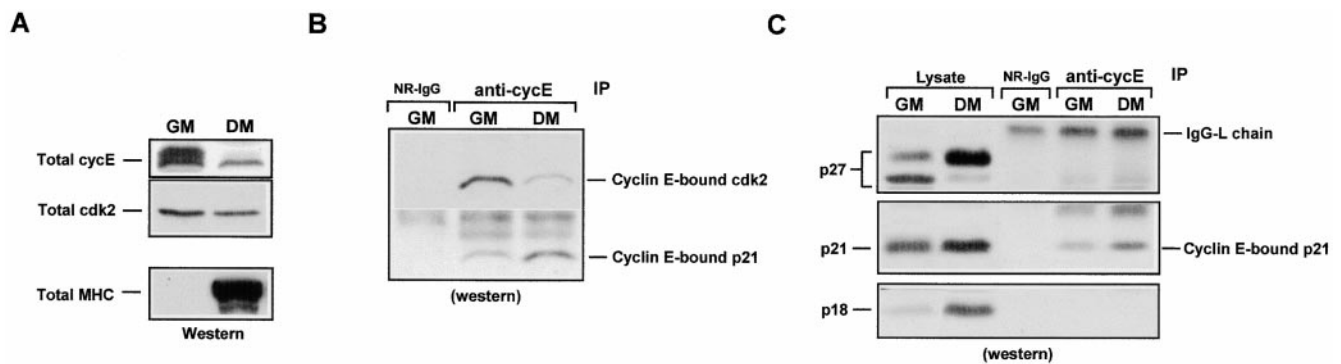 A
GM DM
Total cycE
Total cdk2
Total MHC
Western
B
NR-IgG anti-cycE IP
GM GM DM
Cyclin E-bound cdk2
Cyclin E-bound p21
(western)
C
Lysate NR-IgG anti-cycE IP
GM DM GM GM DM
IgG-L chain
p27
p21
Cyclin E-bound p21
p18
(western)